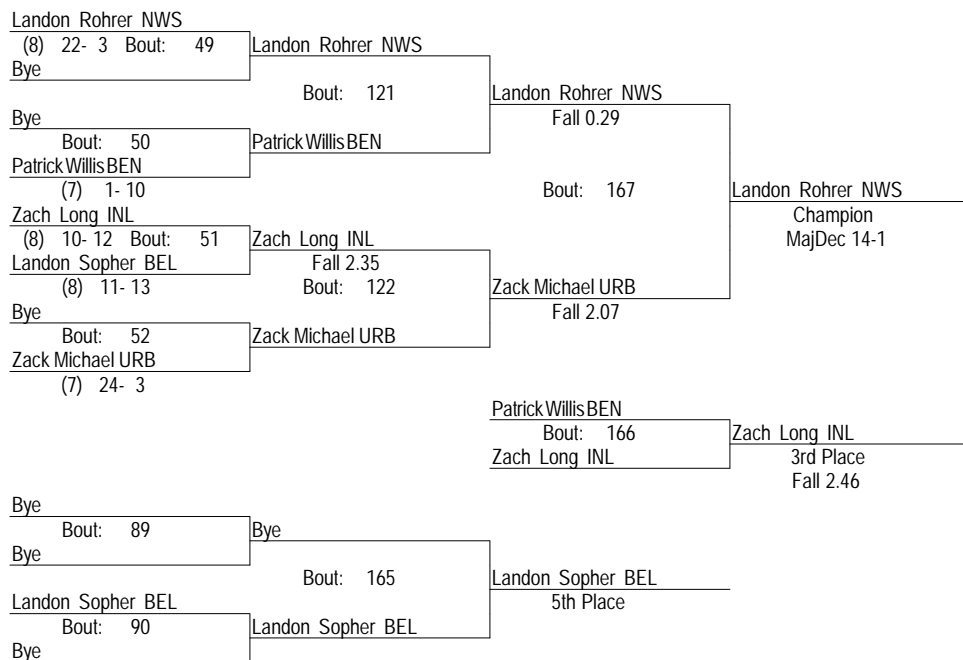 Landon Rohrer NWS
(8) 22- 3 Bout: 49
Landon Rohrer NWS
Bye
Bout: 121
Landon Rohrer NWS
Fall 0.29
Bye
Bout: 50
Patrick Willis BEN
Patrick Willis BEN
(7) 1- 10
Bout: 167
Landon Rohrer NWS
Champion
MajDec 14-1
Zach Long INL
(8) 10- 12 Bout: 51
Zach Long INL
Fall 2.35
Landon Sopher BEL
(8) 11- 13
Bout: 122
Zack Michael URB
Fall 2.07
Bye
Bout: 52
Zack Michael URB
Zack Michael URB
(7) 24- 3
Patrick Willis BEN
Bout: 166
Zach Long INL
Zach Long INL
3rd Place
Fall 2.46
Bye
Bout: 89
Bye
Bye
Bout: 165
Landon Sopher BEL
5th Place
Landon Sopher BEL
Bout: 90
Landon Sopher BEL
Bye